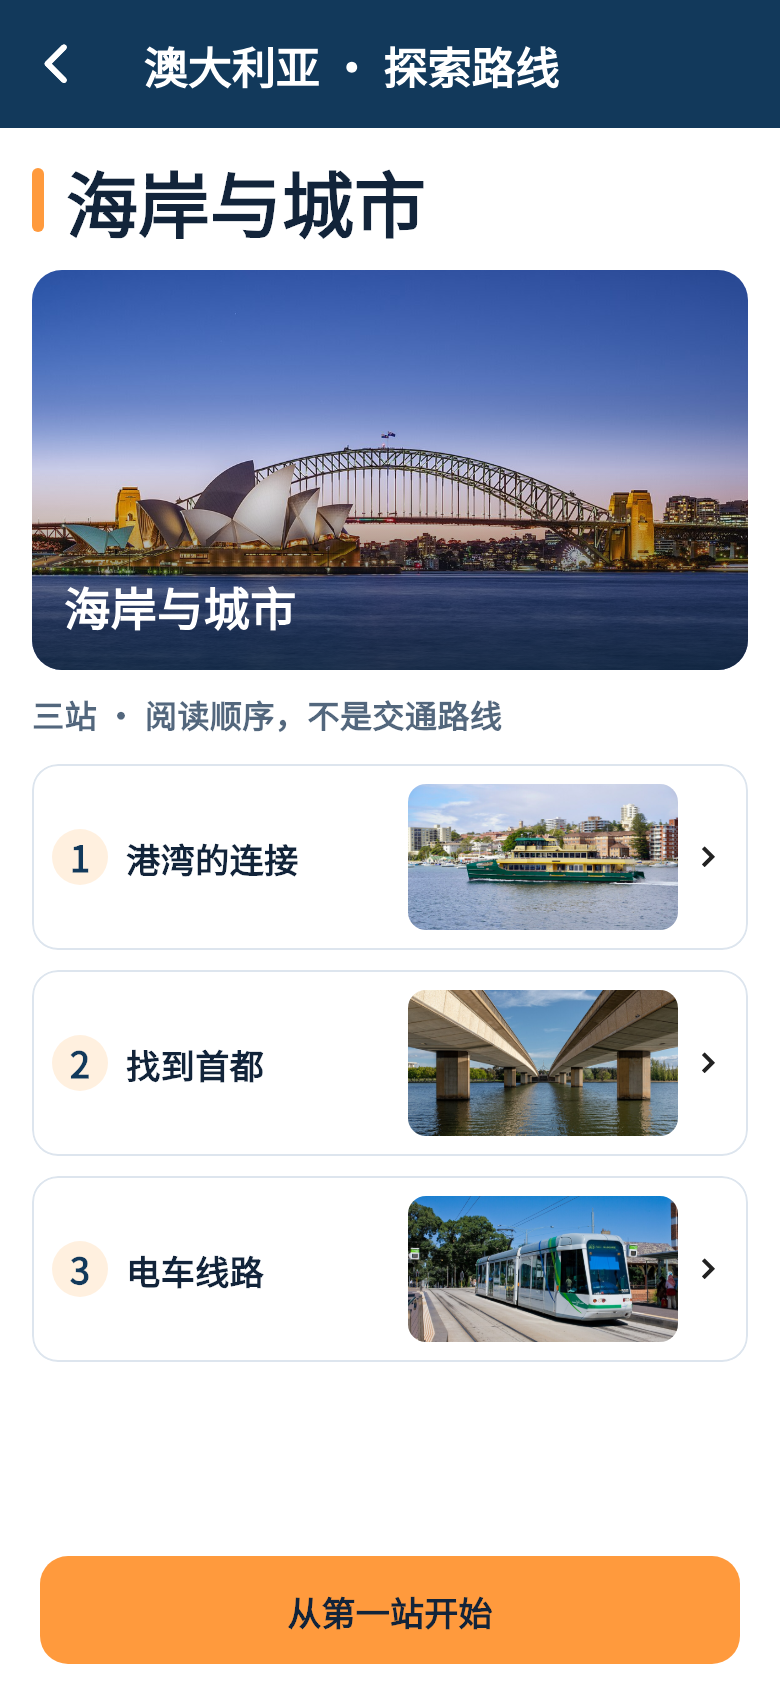 澳大利亚 · 探索路线
海岸与城市
海岸与城市
三站 · 阅读顺序，不是交通路线
1 港湾的连接
2 找到首都
3 电车线路
从第一站开始